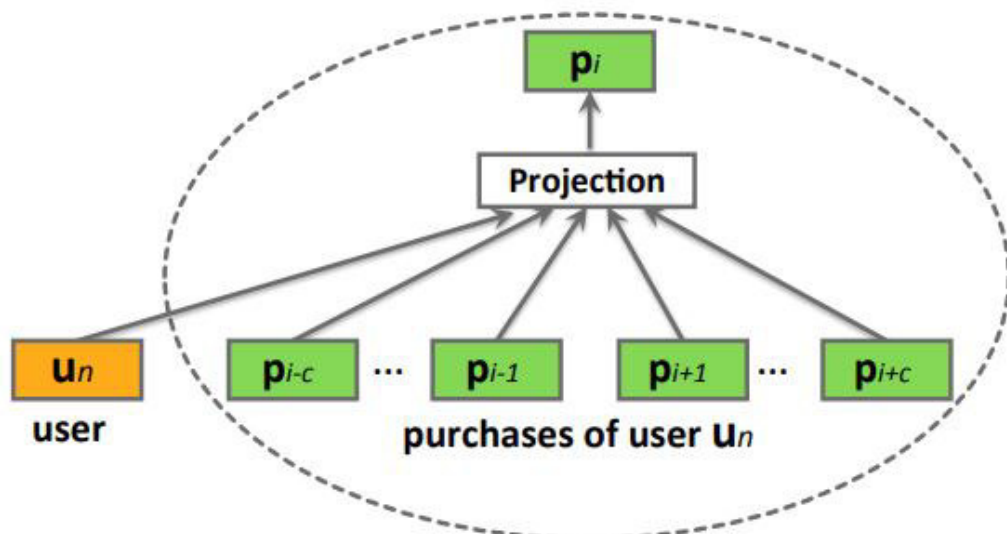 pi
Projection
un pi-c ... pi-1 pi+1 ... pi+c
user
purchases of user un